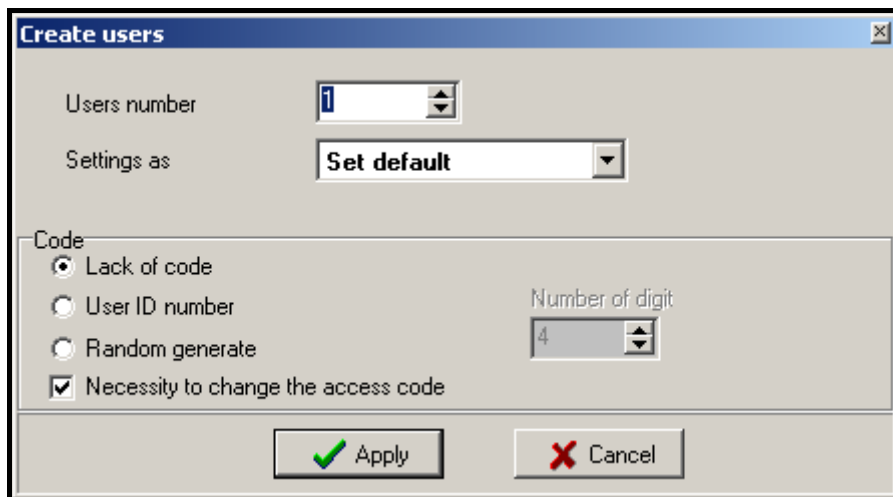 Create users
Users number 1
Settings as Set default
Code
Lack of code
User ID number
Number of digit
4
Random generate
Necessity to change the access code
Apply Cancel